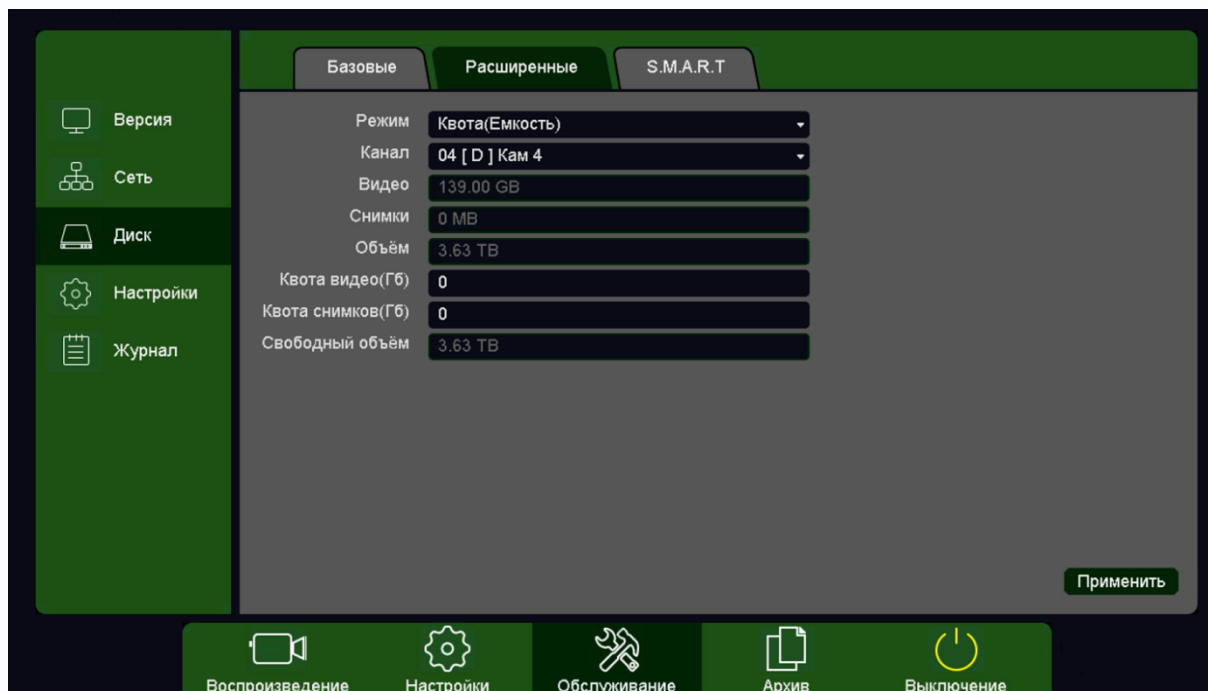 Базовые Расширенные S.M.A.R.T
Версия
Сеть
Диск
Настройки
Журнал
Режим Квота(Емкость)
Канал 04 [ D ] Кам 4
Видео 139.00 GB
Снимки 0 MB
Объём 3.63 TB
Квота видео(Гб) 0
Квота снимков(Гб) 0
Свободный объём 3.63 TB
Применить
Воспроизведение Настройки Обслуживание Архив Выключение